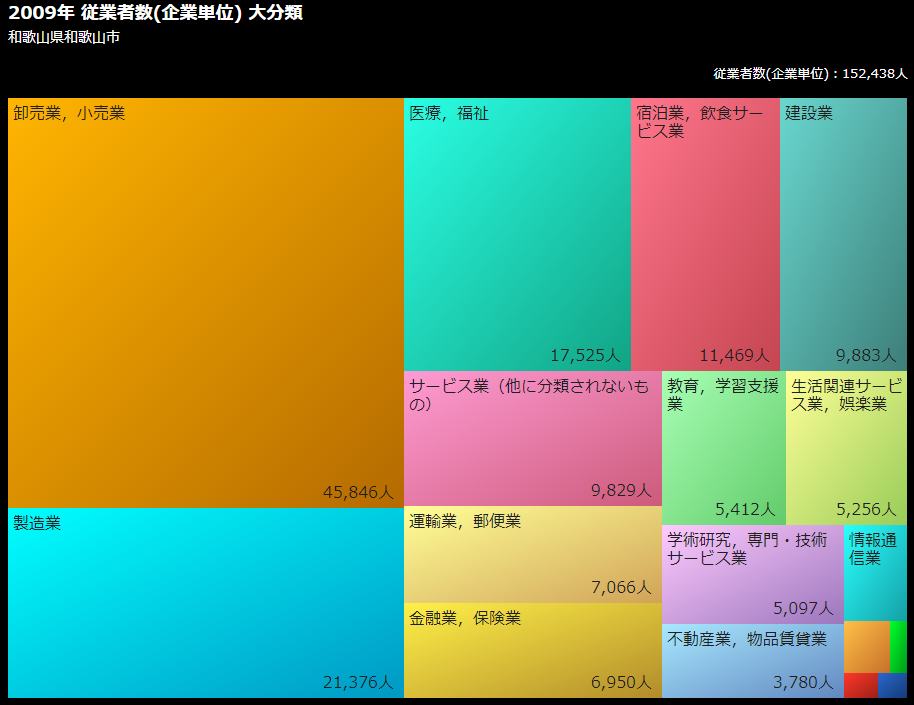 2009年 従業者数(企業単位) 大分類
和歌山県和歌山市
従業者数(企業単位) : 152,438人
卸売業，小売業
45,846人
製造業
21,376人
医療，福祉
17,525人
宿泊業，飲食サー
ビス業
11,469人
建設業
9,883人
サービス業（他に分類されないも
の）
9,829人
運輸業，郵便業
7,066人
金融業，保険業
6,950人
教育，学習支援
業
5,412人
生活関連サービ
ス業，娯楽業
5,256人
学術研究，専門・技術
サービス業
5,097人
不動産業，物品賃貸業
3,780人
情報通
信業